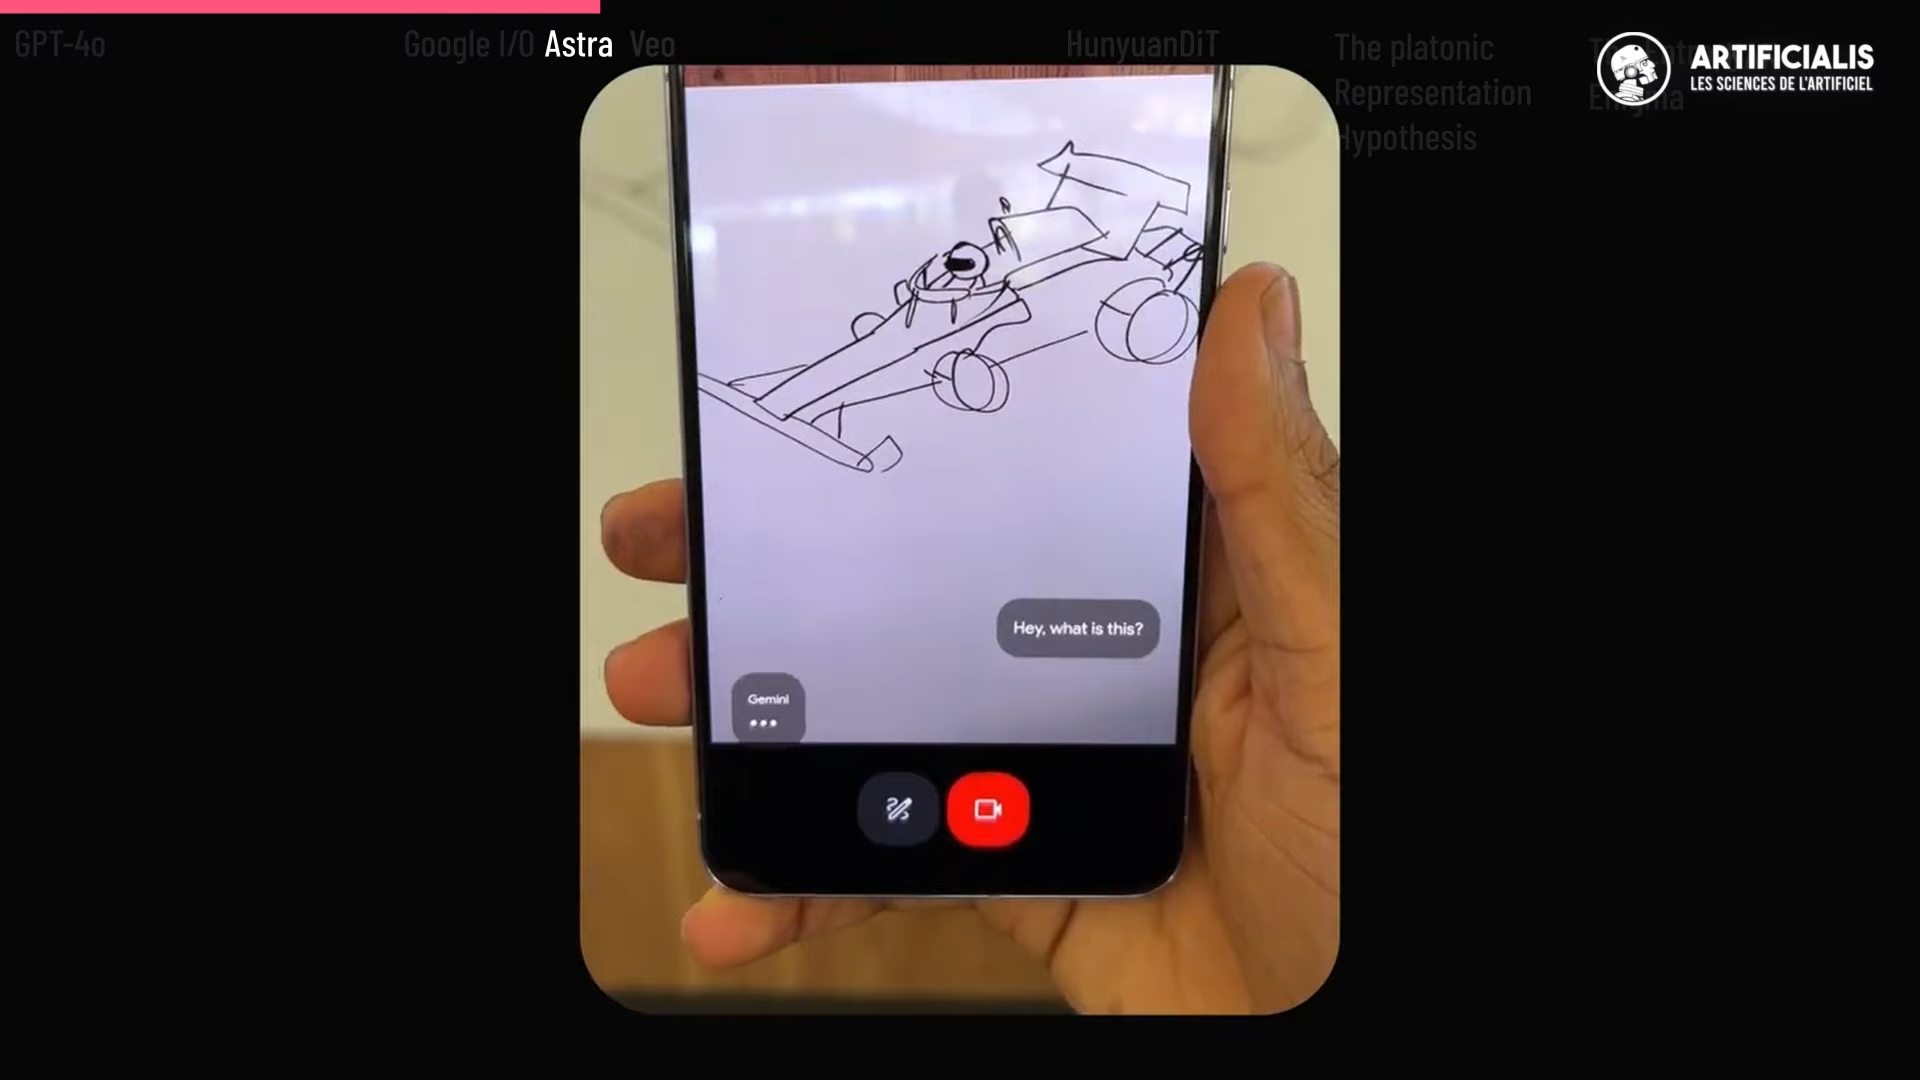 GPT-4o
Google I/O
Astra
Veo
HunyuanDiT
The platonic
Representation
Hypothesis
ARTIFICIALIS
LES SCIENCES DE L'ARTIFICIEL
Hey, what is this?
Gemini